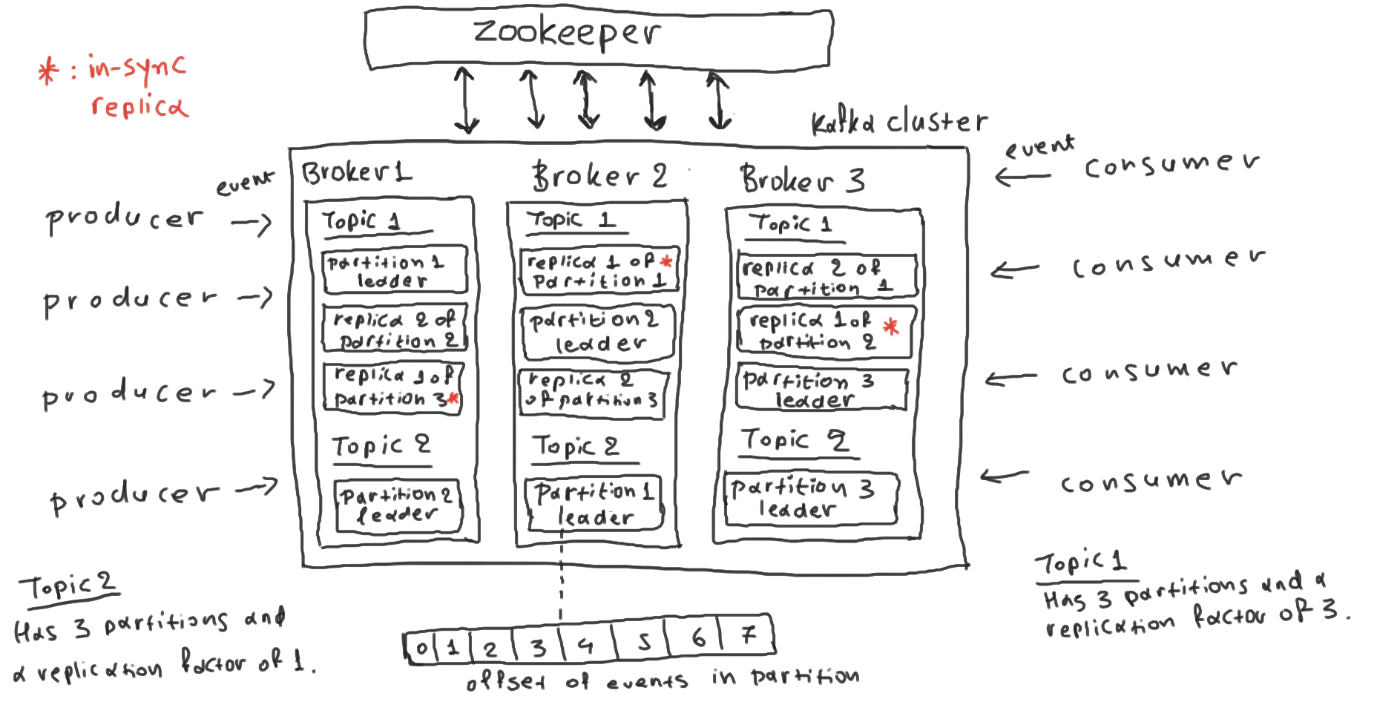 zookeeper
* : in-sync
replica
Kafka cluster
event
producer
producer
producer
producer
Broker 1
Topic 1
partition 1
leader
replica 2 of
partition 2
replica 1 of
partition 3*
Topic 2
partition 2
leader
Broker 2
Topic 1
replica 1 of *
partition 1
partition 2
leader
replica 2
of partition 3
Topic 2
partition 1
leader
Broker 3
Topic 1
replica 2 of
partition 1
replica 1 of *
partition 2
partition 3
leader
Topic 2
partition 3
leader
event
consumer
consumer
consumer
consumer
Topic 2
Has 3 partitions and
a replication factor of 1.
0 1 2 3 4 5 6 7
offset of events in partition
Topic 1
Has 3 partitions and a
replication factor of 3.